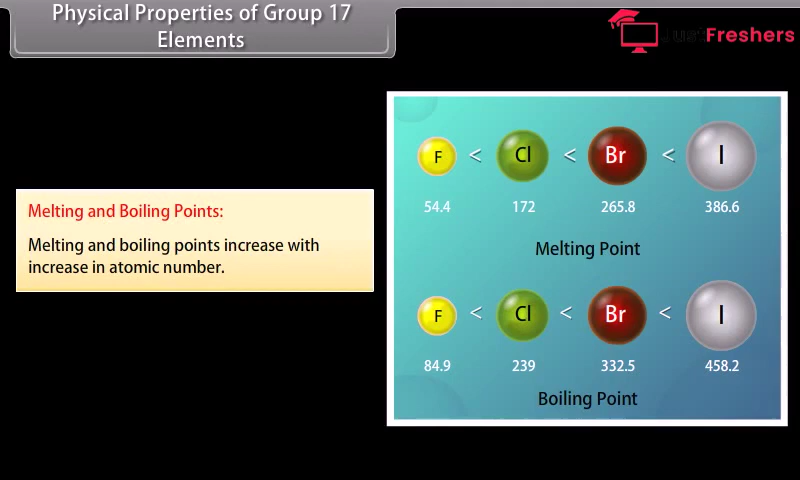 Physical Properties of Group 17
Elements
Just Freshers
Melting and Boiling Points:
Melting and boiling points increase with
increase in atomic number.
F < Cl < Br < I
54.4 172 265.8 386.6
Melting Point
F < Cl < Br < I
84.9 239 332.5 458.2
Boiling Point